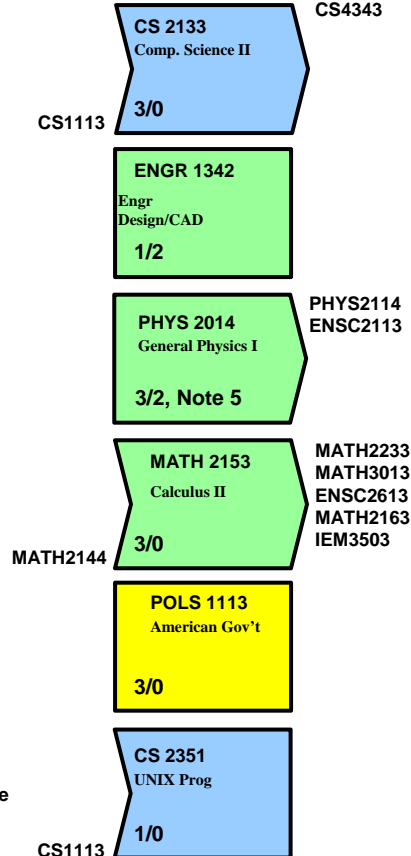 CS4343
CS 2133
Comp. Science II
3/0
CS1113
ENGR 1342
Engr
Design/CAD
1/2
PHYS2114
ENSC2113
PHYS 2014
General Physics I
3/2, Note 5
MATH2233
MATH3013
ENSC2613
MATH2163
IEM3503
MATH 2153
Calculus II
3/0
MATH2144
POLS 1113
American Gov't
3/0
CS 2351
UNIX Prog
e
1/0
CS1113